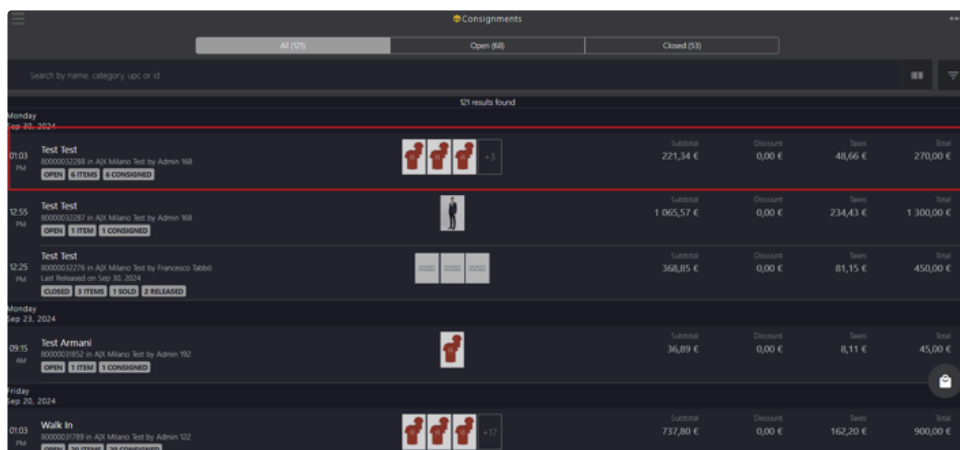 Consignments
All (121) Open (68) Closed (53)
Search by name, category, upc or id
121 results found
Monday
Sep 30, 2024
01:03 PM
Test Test
80000032288 in AJX Milano Test by Admin 168
OPEN 6 ITEMS 6 CONSIGNED
+3
Subtotal Discount Taxes Total
221,34 € 0,00 € 48,66 € 270,00 €
12:55 PM
Test Test
80000032287 in AJX Milano Test by Admin 168
OPEN 1 ITEM 1 CONSIGNED
Subtotal Discount Taxes Total
1 065,57 € 0,00 € 234,43 € 1 300,00 €
12:25 PM
Test Test
80000032276 in AJX Milano Test by Francesco Tabbò
Last Released on Sep 30, 2024
CLOSED 3 ITEMS 1 SOLD 2 RELEASED
Subtotal Discount Taxes Total
368,85 € 0,00 € 81,15 € 450,00 €
Monday
Sep 23, 2024
09:15 AM
Test Armani
80000031852 in AJX Milano Test by Admin 192
OPEN 1 ITEM 1 CONSIGNED
Subtotal Discount Taxes Total
36,89 € 0,00 € 8,11 € 45,00 €
Friday
Sep 20, 2024
01:03 PM
Walk In
80000031789 in AJX Milano Test by Admin 122
OPEN 20 ITEMS 20 CONSIGNED
+17
Subtotal Discount Taxes Total
737,80 € 0,00 € 162,20 € 900,00 €